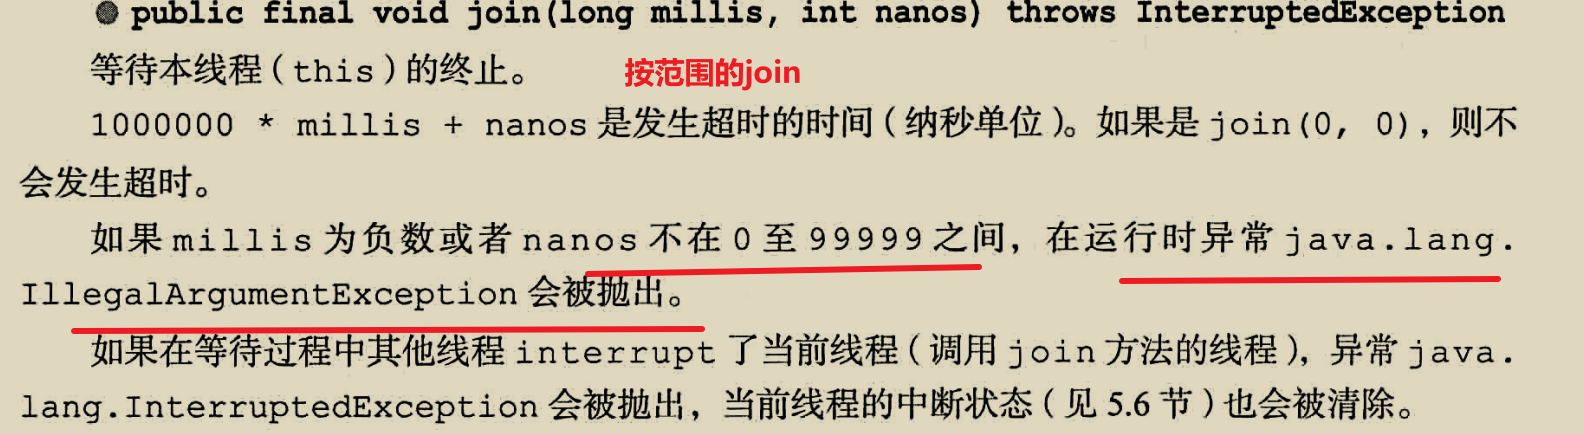 public final void join(long millis, int nanos) throws InterruptedException
等待本线程(this)的终止。 按范围的join
1000000 * millis + nanos 是发生超时的时间(纳秒单位)。如果是 join(0, 0),则不
会发生超时。
如果 millis 为负数或者 nanos 不在 0 至 99999 之间,在运行时异常 java.lang.
IllegalArgumentException 会被抛出。
如果在等待过程中其他线程 interrupt 了当前线程(调用 join 方法的线程),异常 java.
lang.InterruptedException 会被抛出,当前线程的中断状态(见 5.6 节)也会被清除。